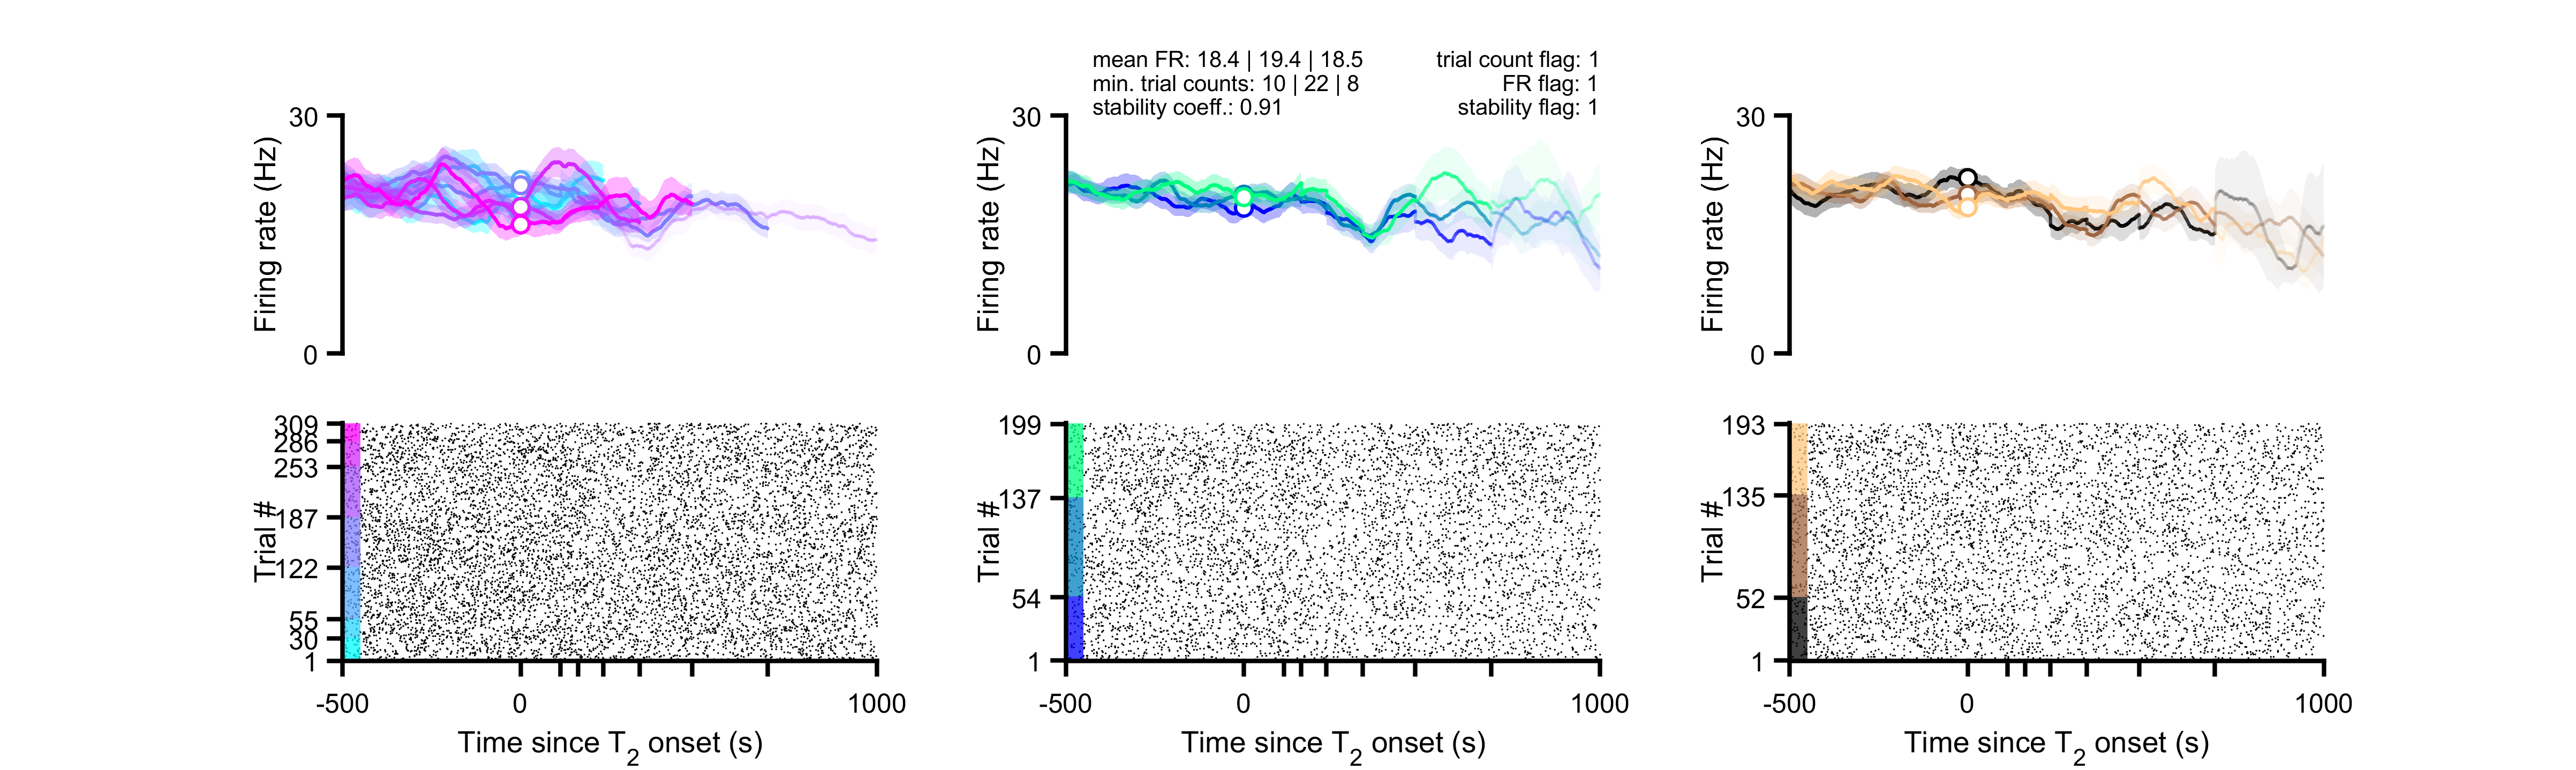 mean FR: 18.4 | 19.4 | 18.5
min. trial counts: 10 | 22 | 8
stability coeff.: 0.91
trial count flag: 1
FR flag: 1
stability flag: 1
30
0
Firing rate (Hz)
30
0
Firing rate (Hz)
30
0
Firing rate (Hz)
309
286
253
187
122
55
30
1
Trial #
-500
0
1000
Time since T2 onset (s)
199
137
54
1
Trial #
-500
0
1000
Time since T2 onset (s)
193
135
52
1
Trial #
-500
0
1000
Time since T2 onset (s)